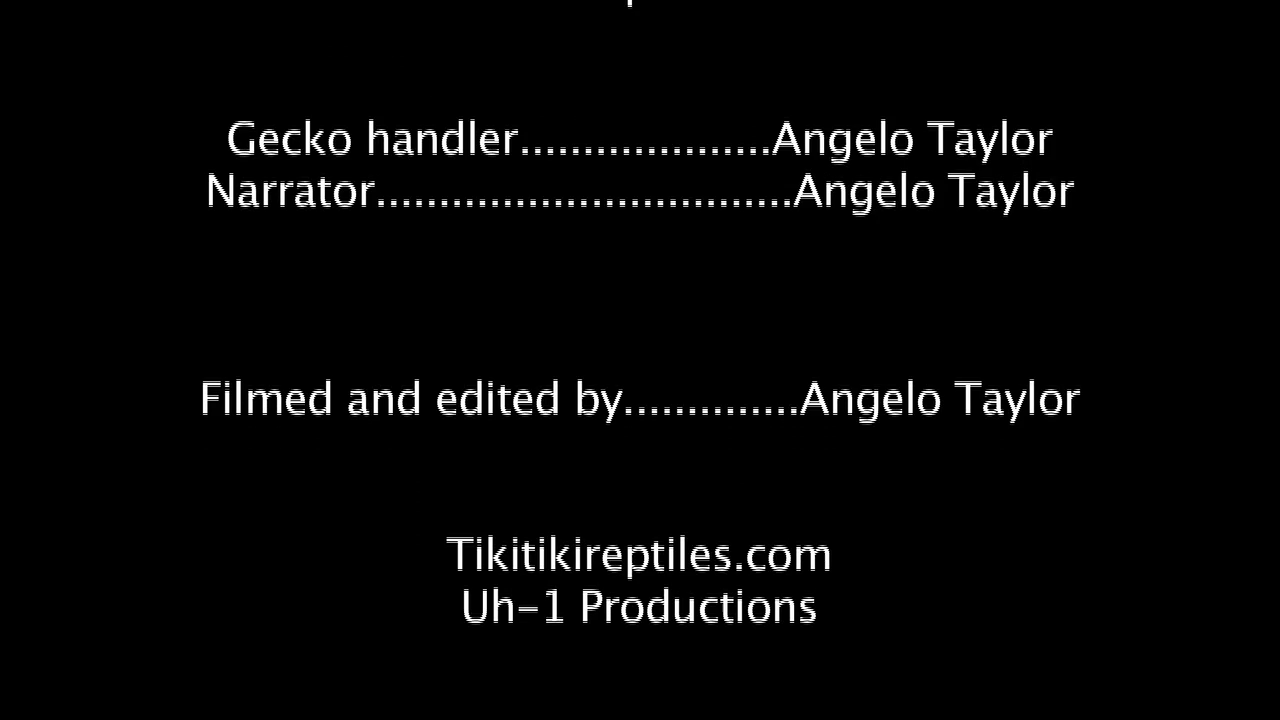 Gecko handler....................Angelo Taylor
Narrator.................................Angelo Taylor
Filmed and edited by..............Angelo Taylor
Tikitikireptiles.com
Uh-1 Productions